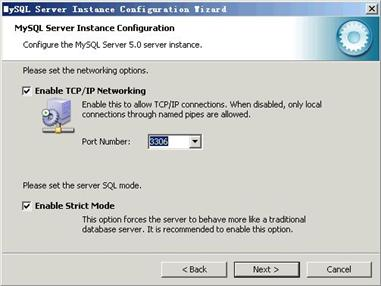 MySQL Server Instance Configuration Wizard
MySQL Server Instance Configuration
Configure the MySQL Server 5.0 server instance.
Please set the networking options.
Enable TCP/IP Networking
Enable this to allow TCP/IP connections. When disabled, only local
connections through named pipes are allowed.
Port Number: 3306
Please set the server SQL mode.
Enable Strict Mode
This option forces the server to behave more like a traditional
database server. It is recommended to enable this option.
< Back Next > Cancel